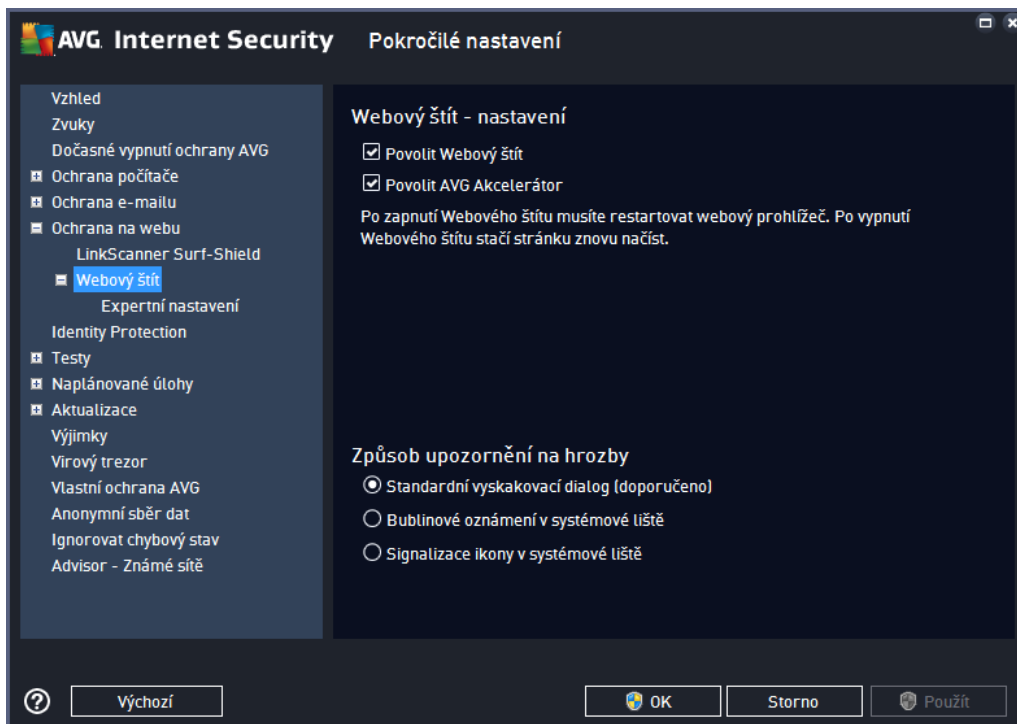 AVG Internet Security Pokročilé nastavení
Vzhled
Zvuky
Dočasné vypnutí ochrany AVG
Ochrana počítače
Ochrana e-mailu
Ochrana na webu
LinkScanner Surf-Shield
Webový štít
Expertní nastavení
Identity Protection
Testy
Naplánované úlohy
Aktualizace
Výjimky
Virový trezor
Vlastní ochrana AVG
Anonymní sběr dat
Ignorovat chybový stav
Advisor - Známé sítě
Webový štít - nastavení
Povolit Webový štít
Povolit AVG Akcelerátor
Po zapnutí Webového štítu musíte restartovat webový prohlížeč. Po vypnutí
Webového štítu stačí stránku znovu načíst.
Způsob upozornění na hrozby
Standardní vyskakovací dialog (doporučeno)
Bublinové oznámení v systémové liště
Signalizace ikony v systémové liště
? Výchozí OK Storno Použít